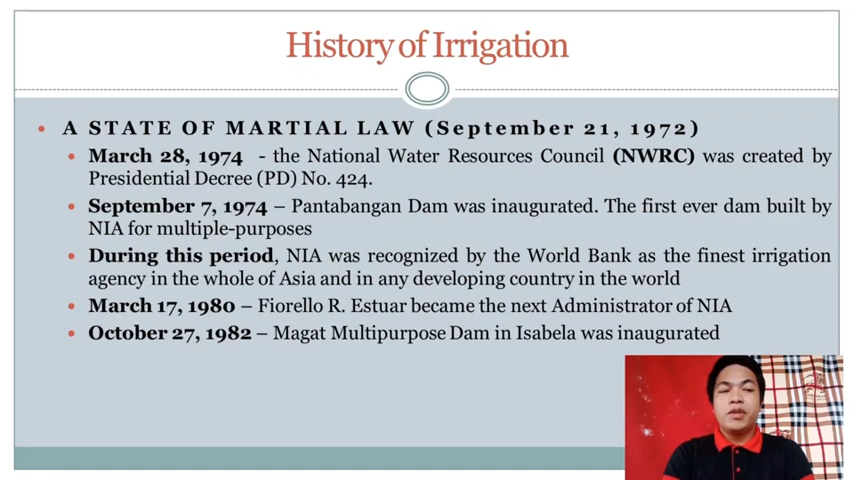 History of Irrigation
• A STATE OF MARTIAL LAW (September 21, 1972)
• March 28, 1974 - the National Water Resources Council (NWRC) was created by
Presidential Decree (PD) No. 424.
• September 7, 1974 – Pantabangan Dam was inaugurated. The first ever dam built by
NIA for multiple-purposes
• During this period, NIA was recognized by the World Bank as the finest irrigation
agency in the whole of Asia and in any developing country in the world
• March 17, 1980 – Fiorello R. Estuar became the next Administrator of NIA
• October 27, 1982 – Magat Multipurpose Dam in Isabela was inaugurated